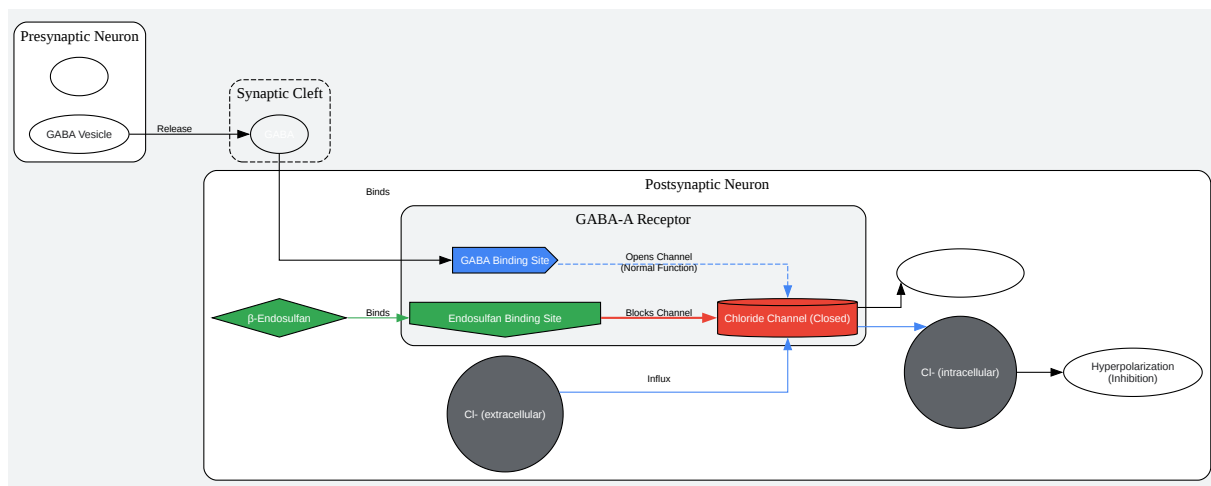 Presynaptic Neuron
GABA Vesicle
Release
Synaptic Cleft
GABA
Binds
Postsynaptic Neuron
GABA-A Receptor
GABA Binding Site
Opens Channel
(Normal Function)
β-Endosulfan
Binds
Endosulfan Binding Site
Blocks Channel
Chloride Channel (Closed)
Influx
Cl- (extracellular)
Cl- (intracellular)
Hyperpolarization
(Inhibition)